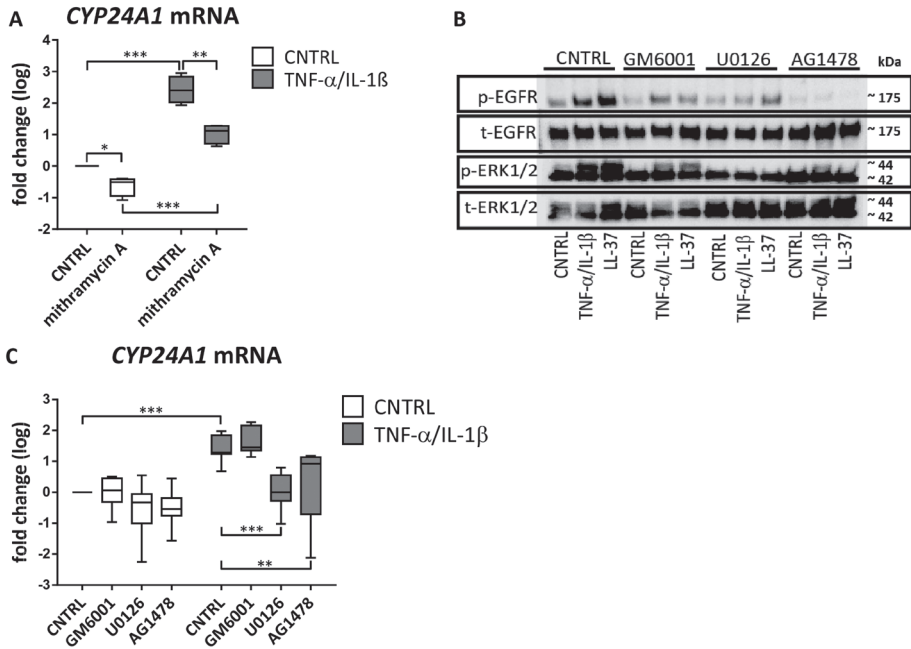 A
CYP24A1 mRNA
fold change (log)
4
3
2
1
0
-1
-2
***
**
*
***
CNTRL
TNF-α/IL-1ß
CNTRL
mithramycin A
CNTRL
mithramycin A
B
CNTRL GM6001 U0126 AG1478 kDa
p-EGFR ~ 175
t-EGFR ~ 175
p-ERK1/2 ~ 44
~ 42
t-ERK1/2 ~ 44
~ 42
CNTRL
TNF-α/IL-1β
LL-37
CNTRL
TNF-α/IL-1β
LL-37
CNTRL
TNF-α/IL-1β
LL-37
CNTRL
TNF-α/IL-1β
LL-37
C
CYP24A1 mRNA
fold change (log)
3
2
1
0
-1
-2
-3
***
***
**
CNTRL
TNF-α/IL-1β
CNTRL
GM6001
U0126
AG1478
CNTRL
GM6001
U0126
AG1478